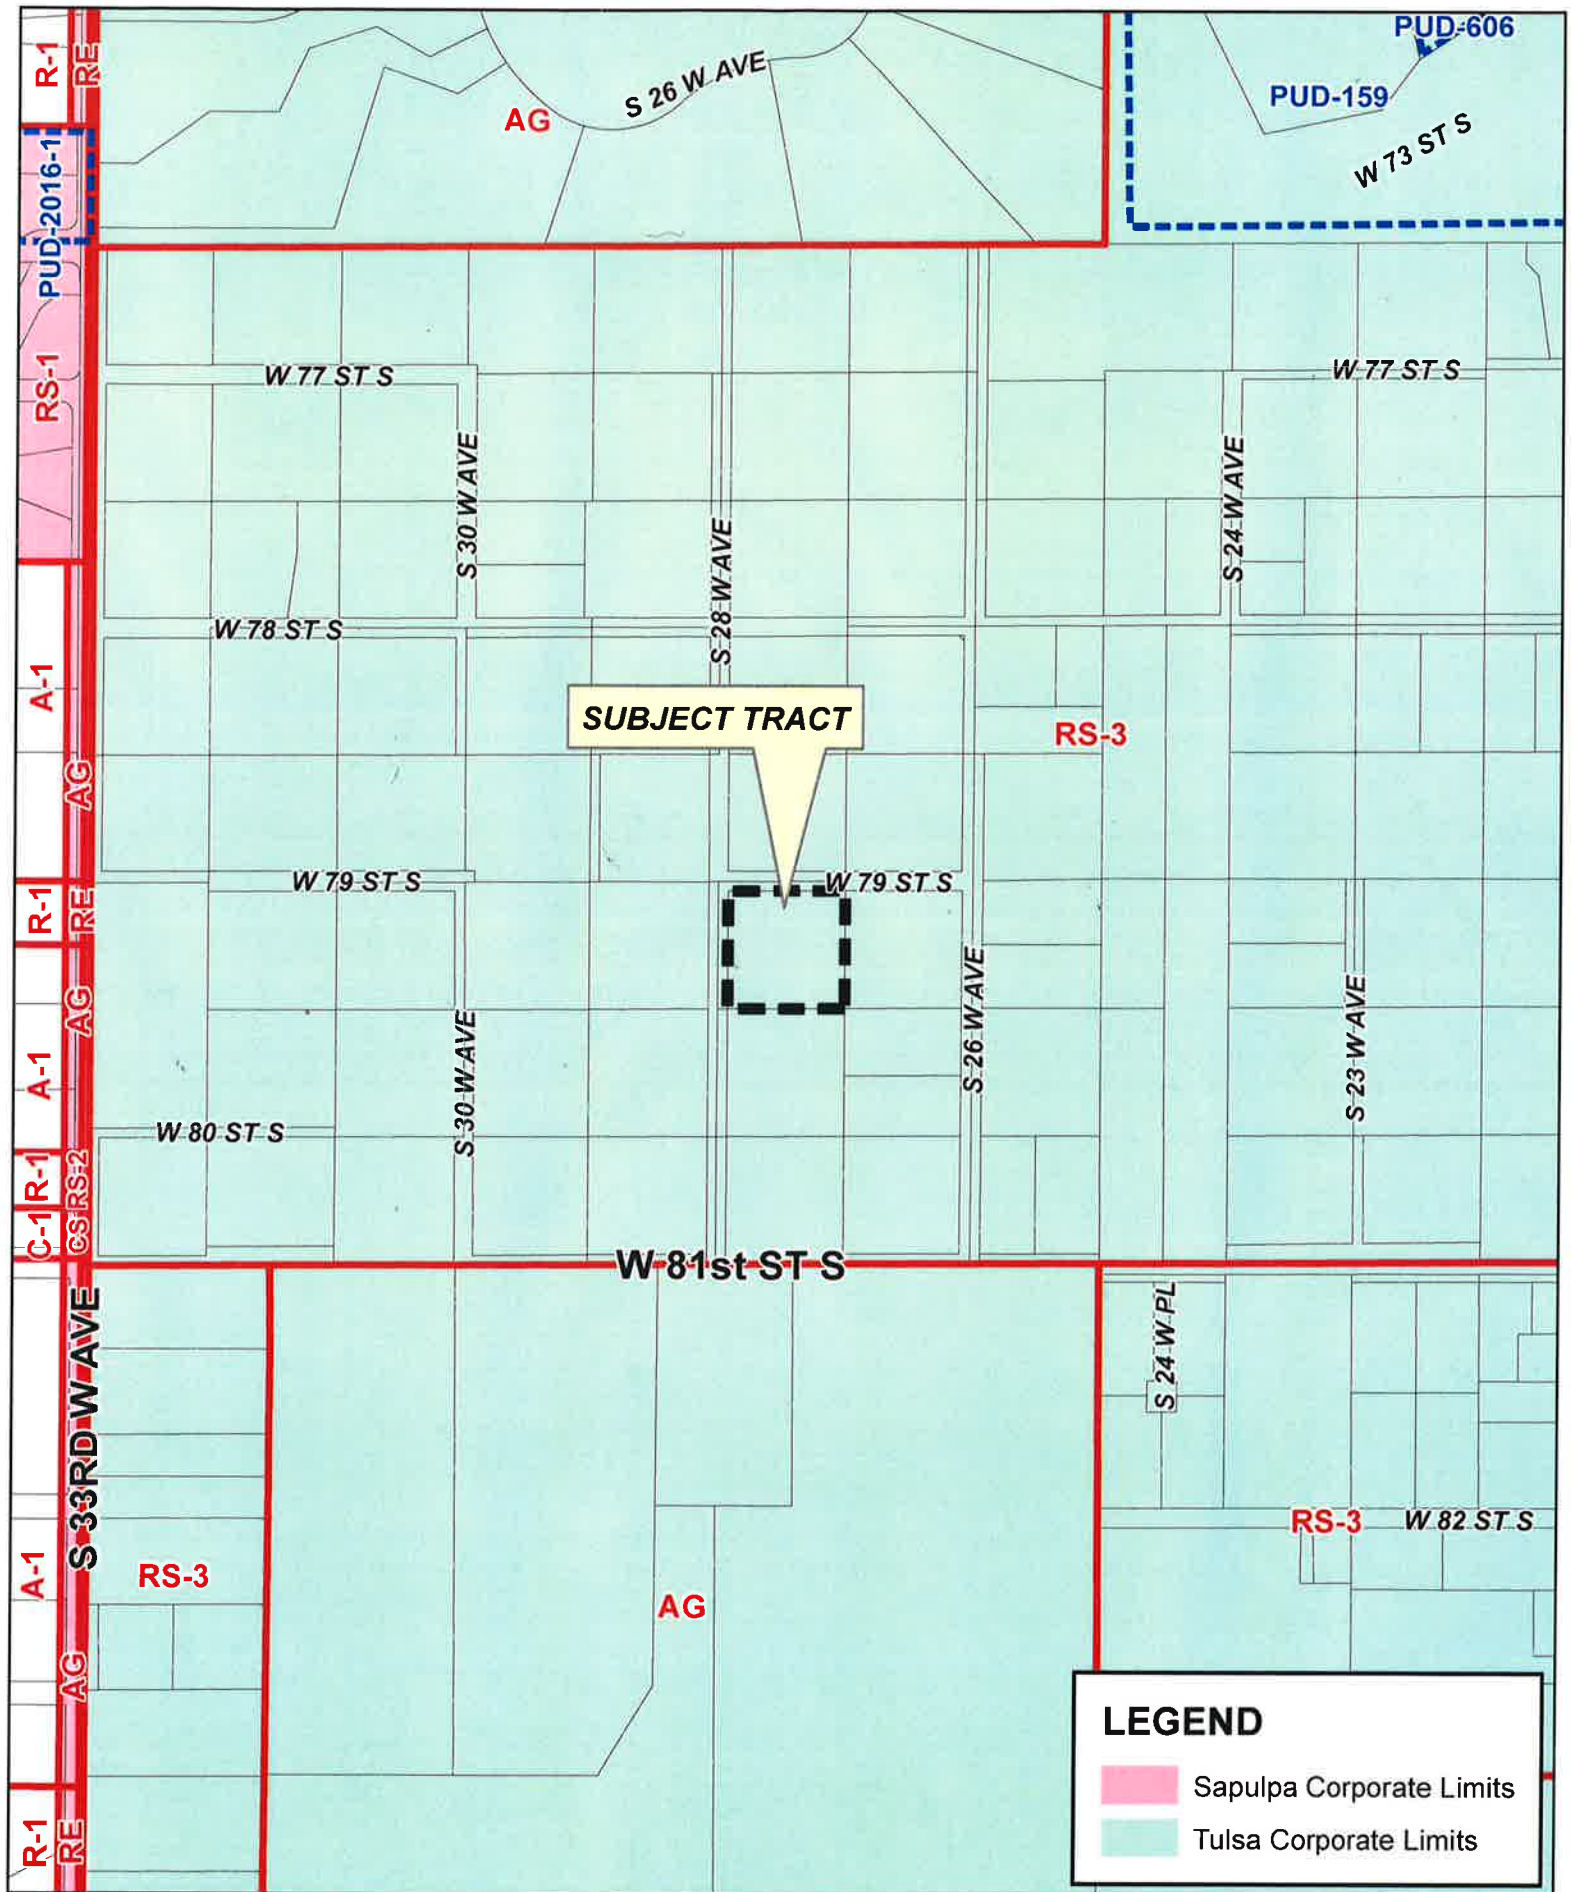 PUD-606
R-1
RE
S 26 W AVE
PUD-159
AG
W 73 ST S
PUD-2016-1
RS-1
W 77 ST S
W 77 ST S
S 30 W AVE
S 24 W AVE
S 28 W AVE
W 78 ST S
A-1
SUBJECT TRACT
RS-3
AG
W 79 ST S
W 79 ST S
R-1
RE
AG
S 26 W AVE
S 23 W AVE
A-1
S 30 W AVE
W 80 ST S
R-1
RS-2
C-1
CS
W 81st ST S
S 33RD W AVE
S 24 W PL
RS-3
W 82 ST S
A-1
RS-3
AG
AG
LEGEND
Sapulpa Corporate Limits
Tulsa Corporate Limits
R-1
RE